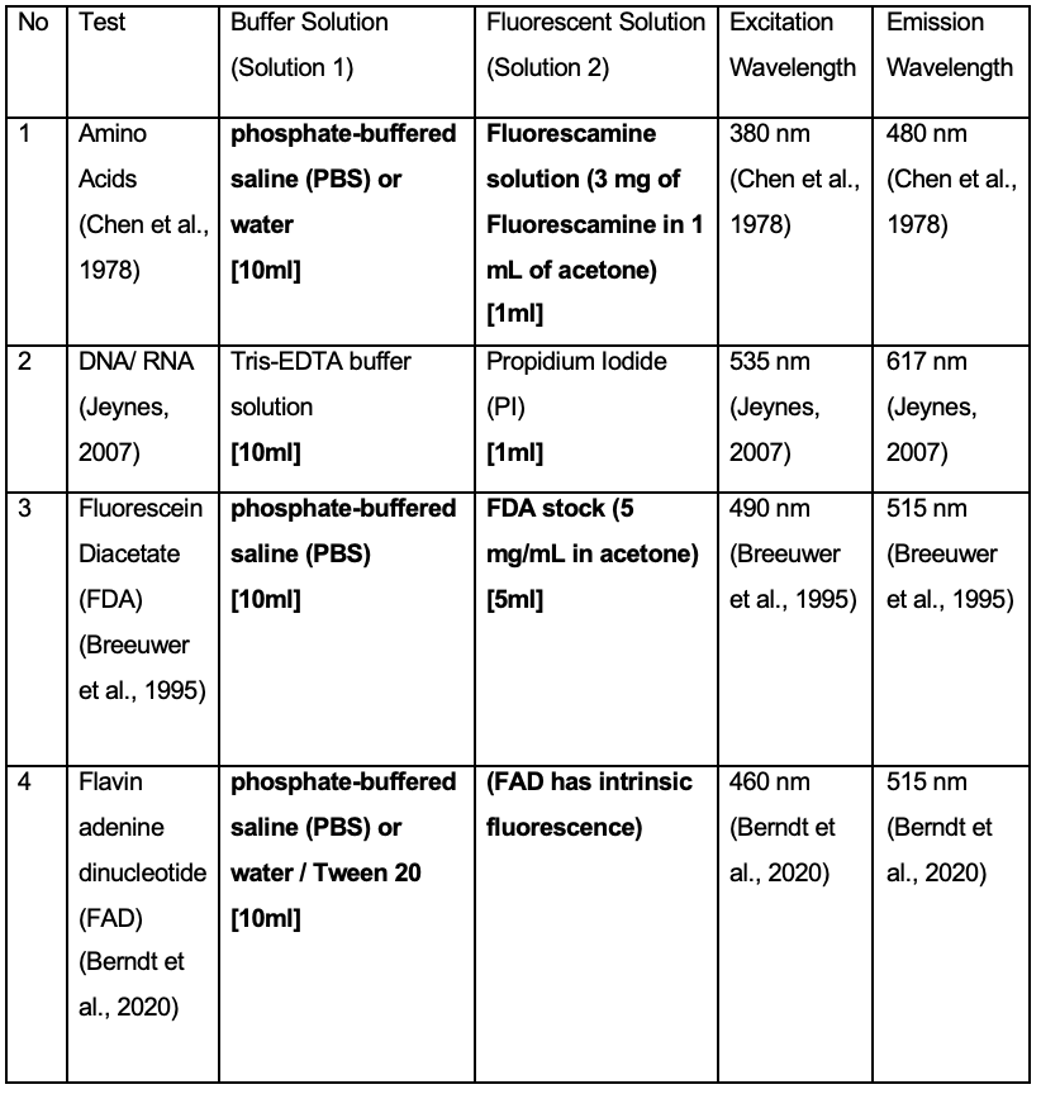 No
Test
Buffer Solution
(Solution 1)
Fluorescent Solution
(Solution 2)
Excitation
Wavelength
Emission
Wavelength
1
Amino
Acids
(Chen et al.,
1978)
phosphate-buffered
saline (PBS) or
water
[10ml]
Fluorescamine
solution (3 mg of
Fluorescamine in 1
mL of acetone)
[1ml]
380 nm
(Chen et al.,
1978)
480 nm
(Chen et al.,
1978)
2
DNA/ RNA
(Jeynes,
2007)
Tris-EDTA buffer
solution
[10ml]
Propidium Iodide
(PI)
[1ml]
535 nm
(Jeynes,
2007)
617 nm
(Jeynes,
2007)
3
Fluorescein
Diacetate
(FDA)
(Breeuwer
et al., 1995)
phosphate-buffered
saline (PBS)
[10ml]
FDA stock (5
mg/mL in acetone)
[5ml]
490 nm
(Breeuwer
et al., 1995)
515 nm
(Breeuwer
et al., 1995)
4
Flavin
adenine
dinucleotide
(FAD)
(Berndt et
al., 2020)
phosphate-buffered
saline (PBS) or
water / Tween 20
[10ml]
(FAD has intrinsic
fluorescence)
460 nm
(Berndt et
al., 2020)
515 nm
(Berndt et
al., 2020)